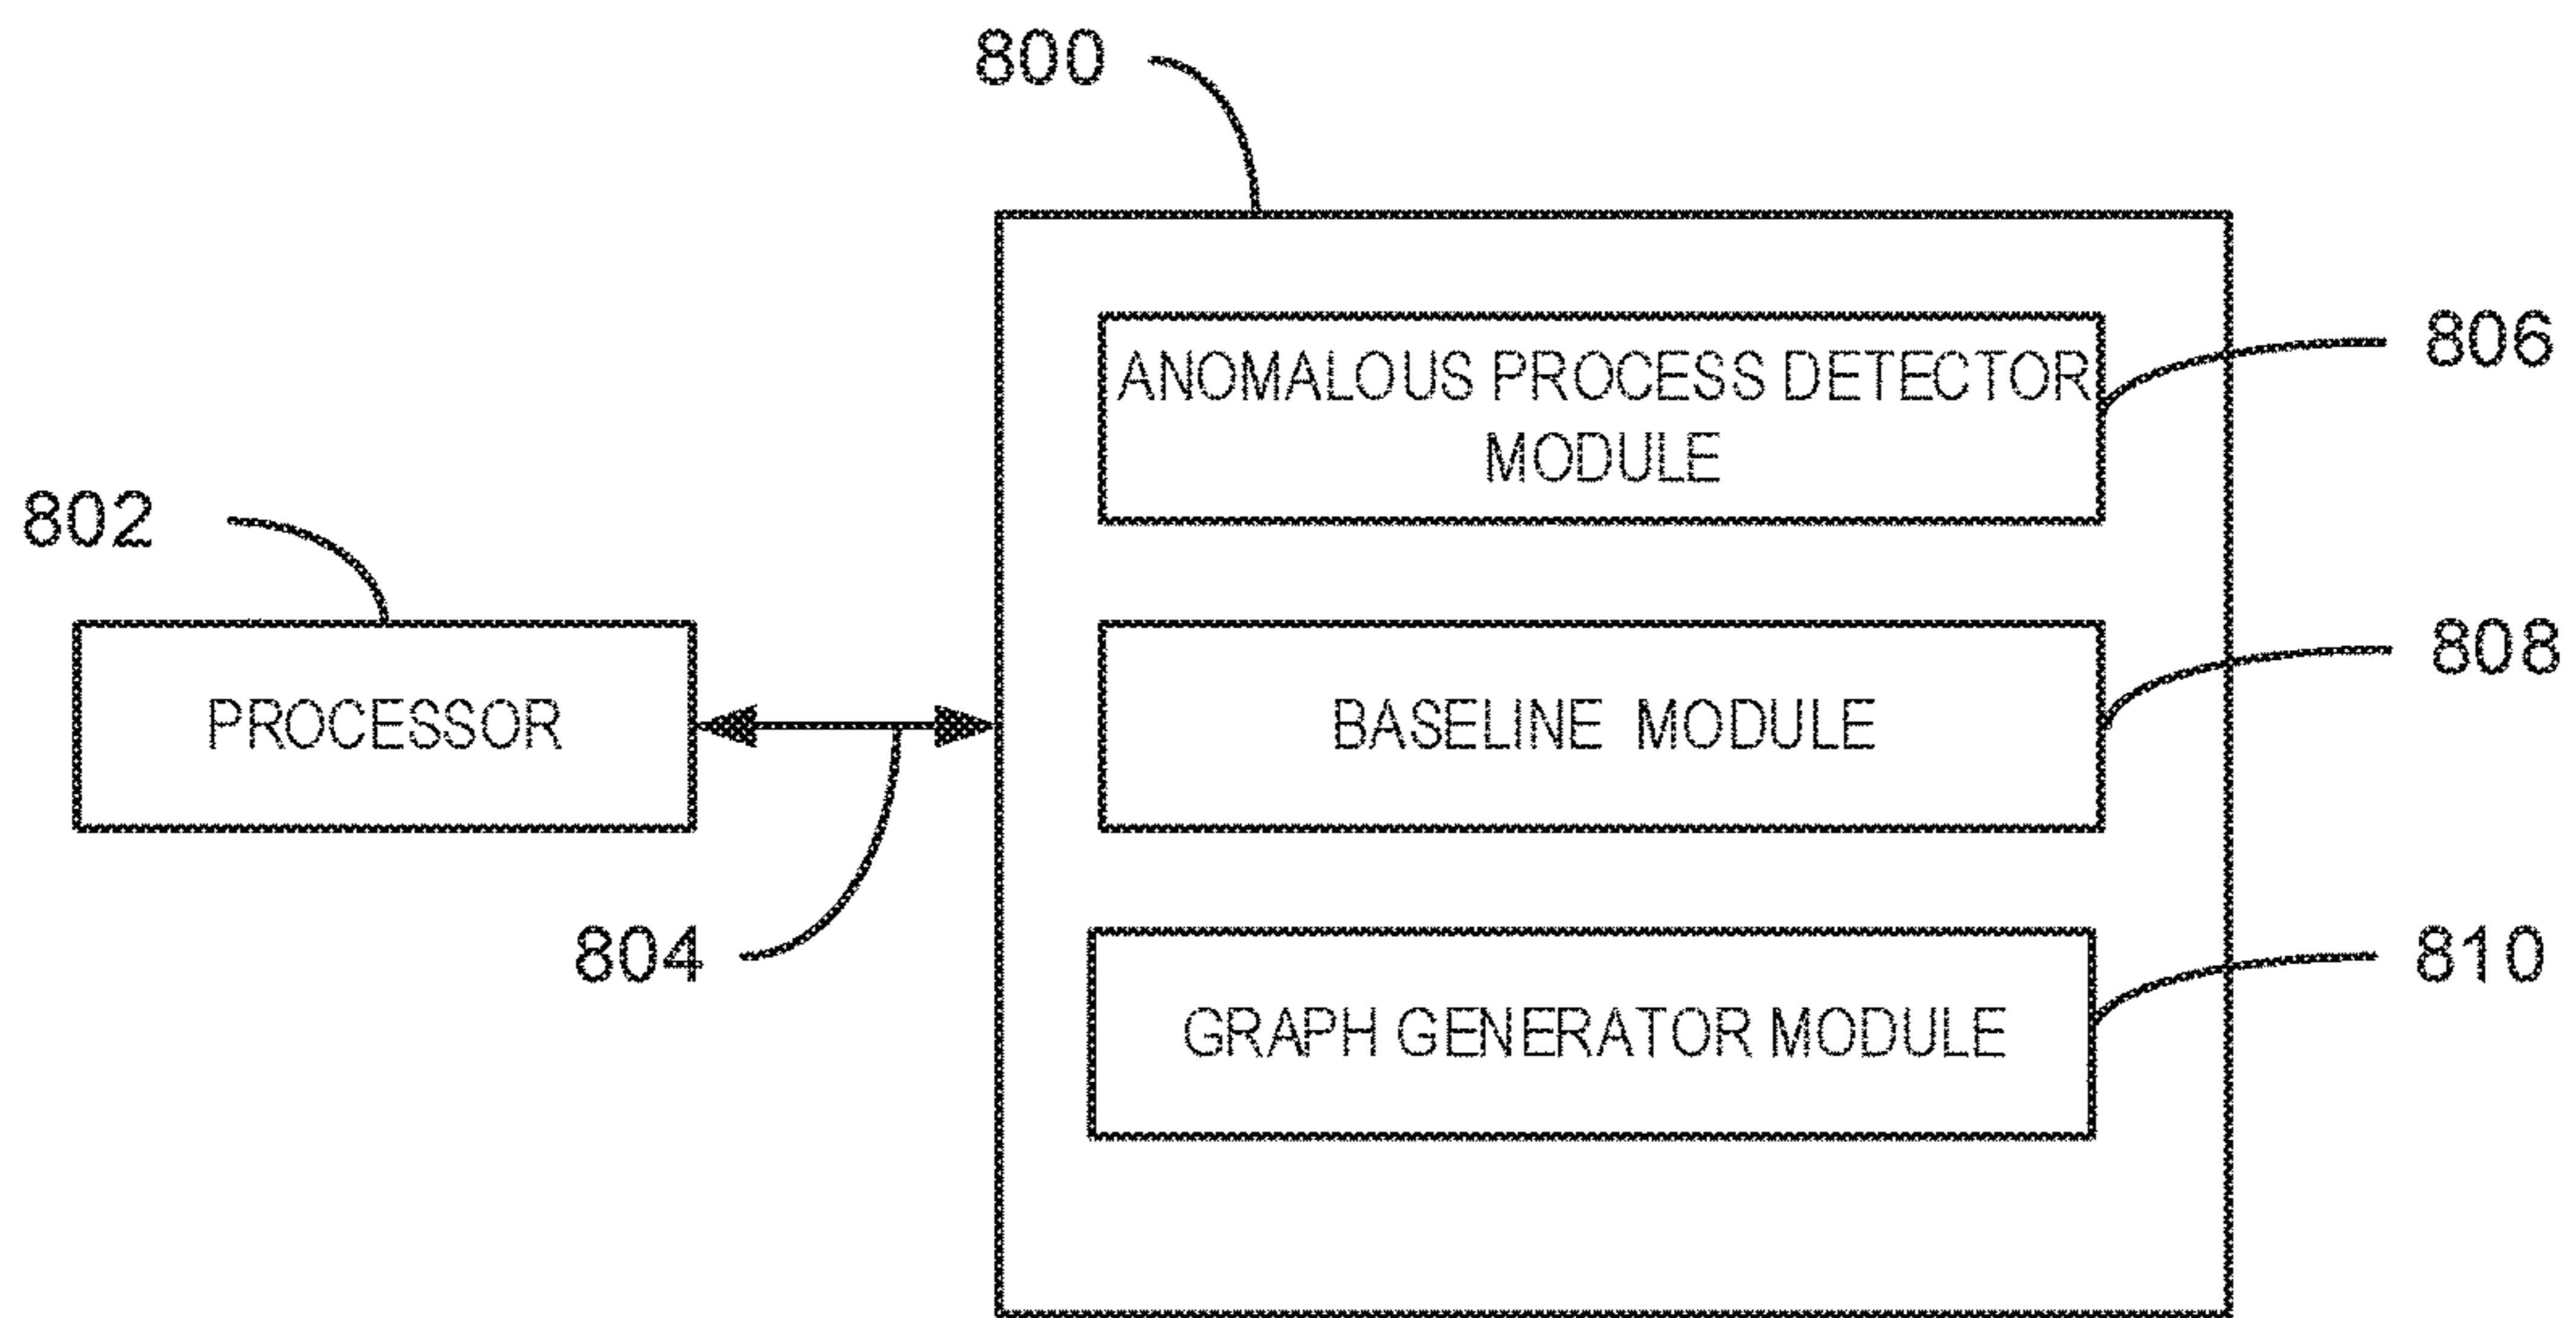 800
ANOMALOUS PROCESS DETECTOR
MODULE
806
802
PROCESSOR
BASELINE MODULE
808
804
GRAPH GENERATOR MODULE
810